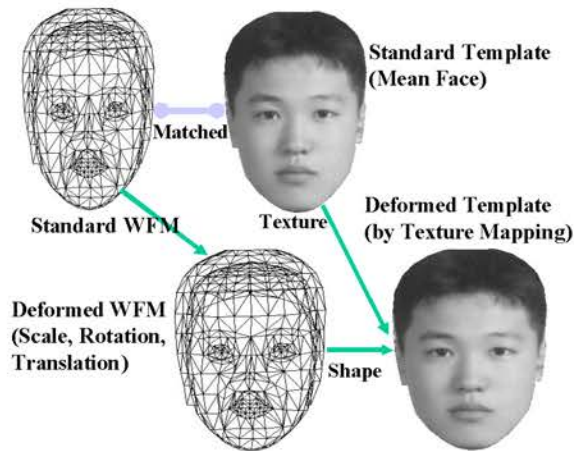 Standard Template
(Mean Face)
Matched
Standard WFM
Texture
Deformed Template
(by Texture Mapping)
Deformed WFM
(Scale, Rotation,
Translation)
Shape